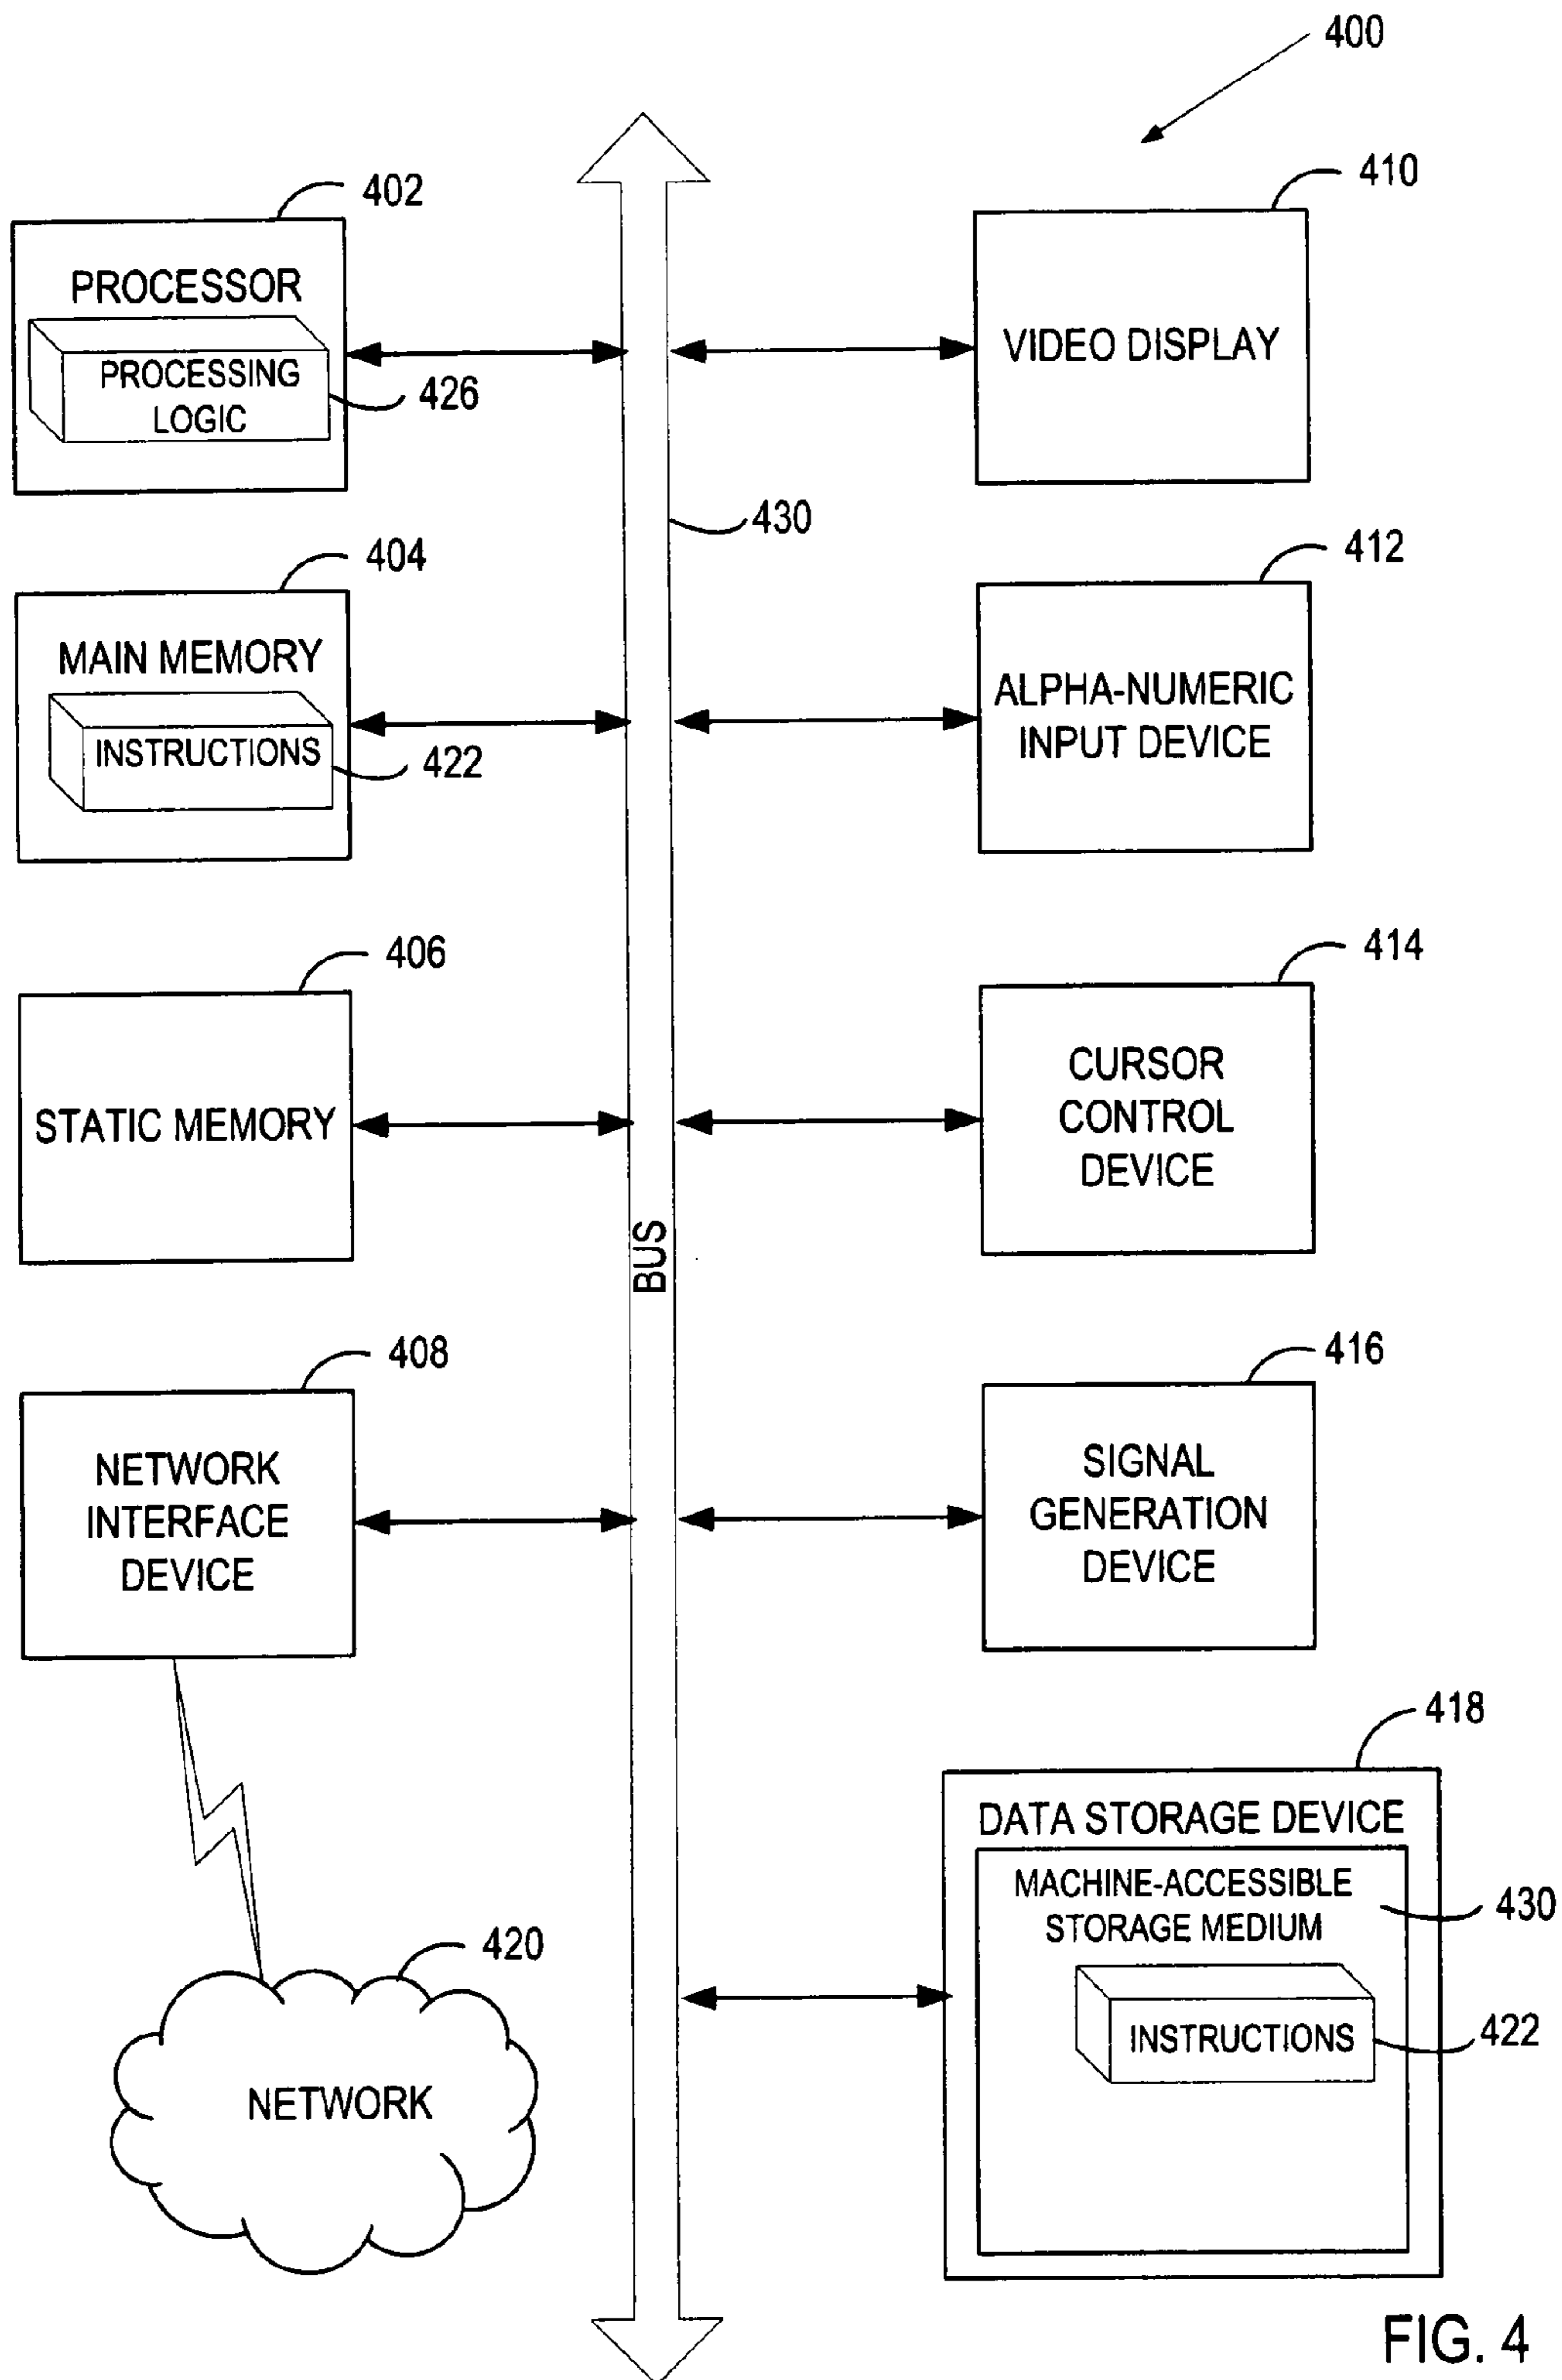 400
402
PROCESSOR
PROCESSING
LOGIC
426
404
MAIN MEMORY
INSTRUCTIONS
422
406
STATIC MEMORY
408
NETWORK
INTERFACE
DEVICE
420
NETWORK
430
BUS
410
VIDEO DISPLAY
412
ALPHA-NUMERIC
INPUT DEVICE
414
CURSOR
CONTROL
DEVICE
416
SIGNAL
GENERATION
DEVICE
418
DATA STORAGE DEVICE
MACHINE-ACCESSIBLE
STORAGE MEDIUM
430
INSTRUCTIONS
422
FIG. 4